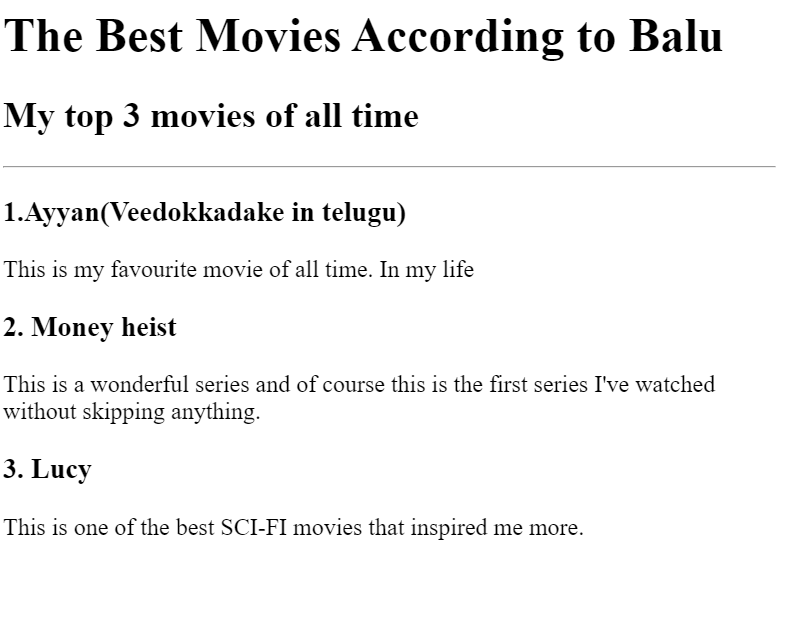 The Best Movies According to Balu
My top 3 movies of all time
1.Ayyan(Veedokkadake in telugu)
This is my favourite movie of all time. In my life
2. Money heist
This is a wonderful series and of course this is the first series I've watched
without skipping anything.
3. Lucy
This is one of the best SCI-FI movies that inspired me more.